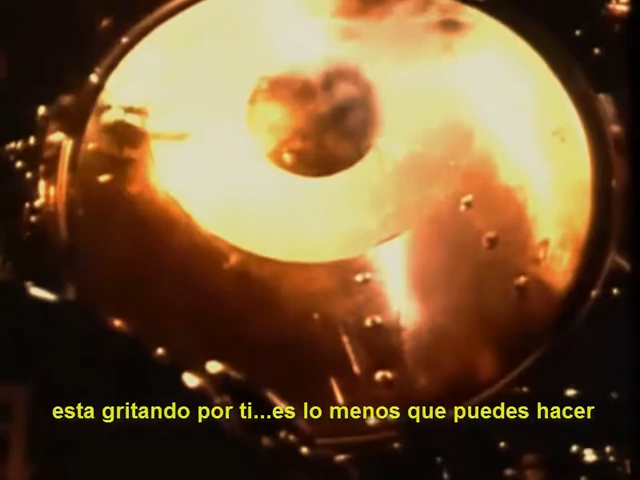 esta gritando por ti...es lo menos que puedes hacer